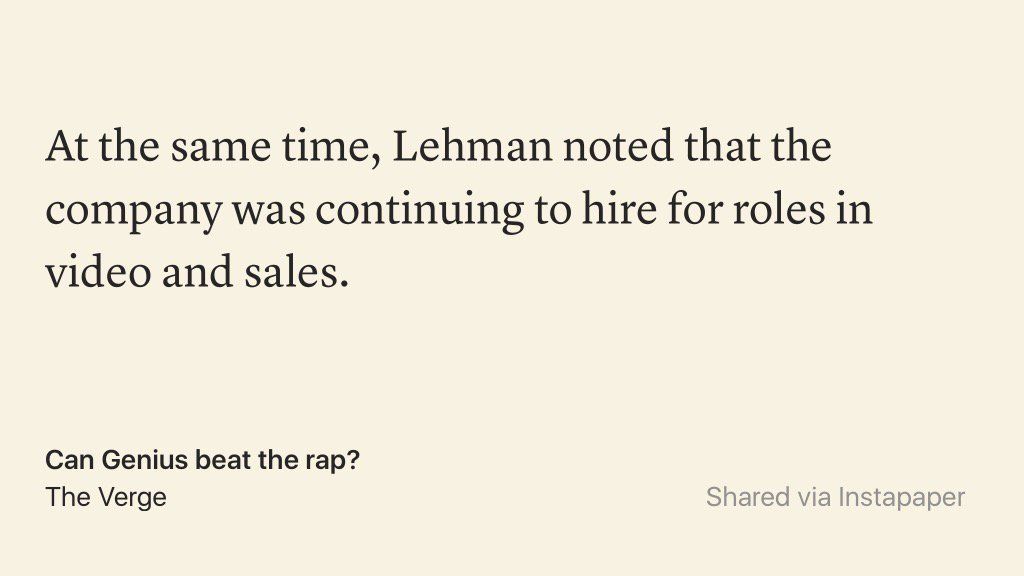 At the same time, Lehman noted that the
company was continuing to hire for roles in
video and sales.
Can Genius beat the rap?
The Verge
Shared via Instapaper